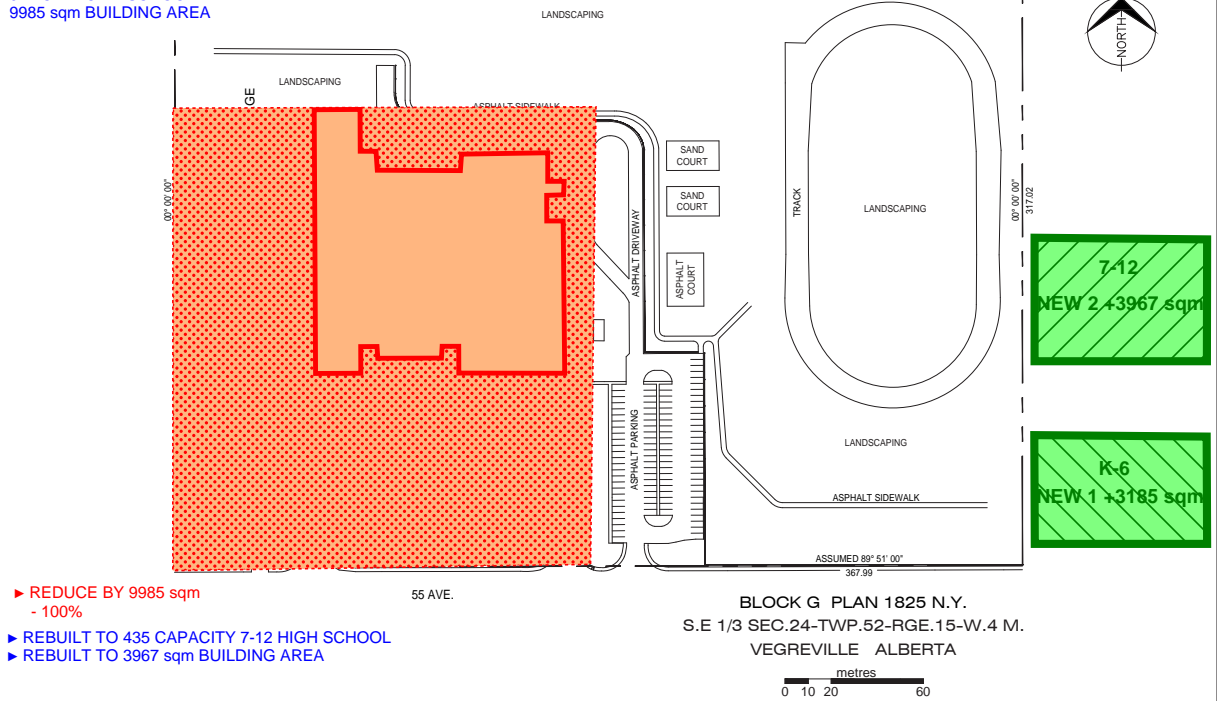 9985 sqm BUILDING AREA
LANDSCAPING
NORTH
LANDSCAPING
GE
ASPHALT SIDEWALK
SAND
COURT
SAND
COURT
ASPHALT
COURT
ASPHALT DRIVEWAY
TRACK
LANDSCAPING
00° 00' 00"
00° 00' 00"
317.02
7-12
NEW 2 +3967 sqm
ASPHALT PARKING
LANDSCAPING
K-6
NEW 1 +3185 sqm
ASPHALT SIDEWALK
ASSUMED 89° 51' 00"
367.99
► REDUCE BY 9985 sqm
- 100%
55 AVE.
► REBUILT TO 435 CAPACITY 7-12 HIGH SCHOOL
► REBUILT TO 3967 sqm BUILDING AREA
BLOCK G PLAN 1825 N.Y.
S.E 1/3 SEC.24-TWP.52-RGE.15-W.4 M.
VEGREVILLE ALBERTA
metres
0 10 20 60